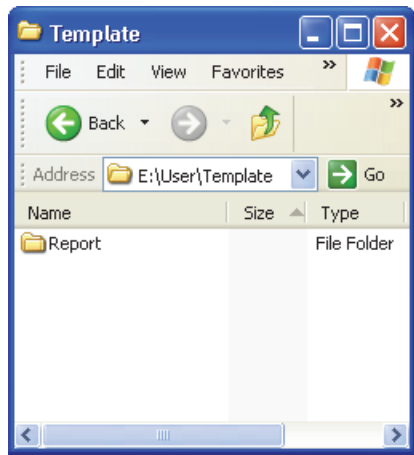 Template
File Edit View Favorites »
Back »
Address E:\User\Template Go
Name Size Type
Report File Folder